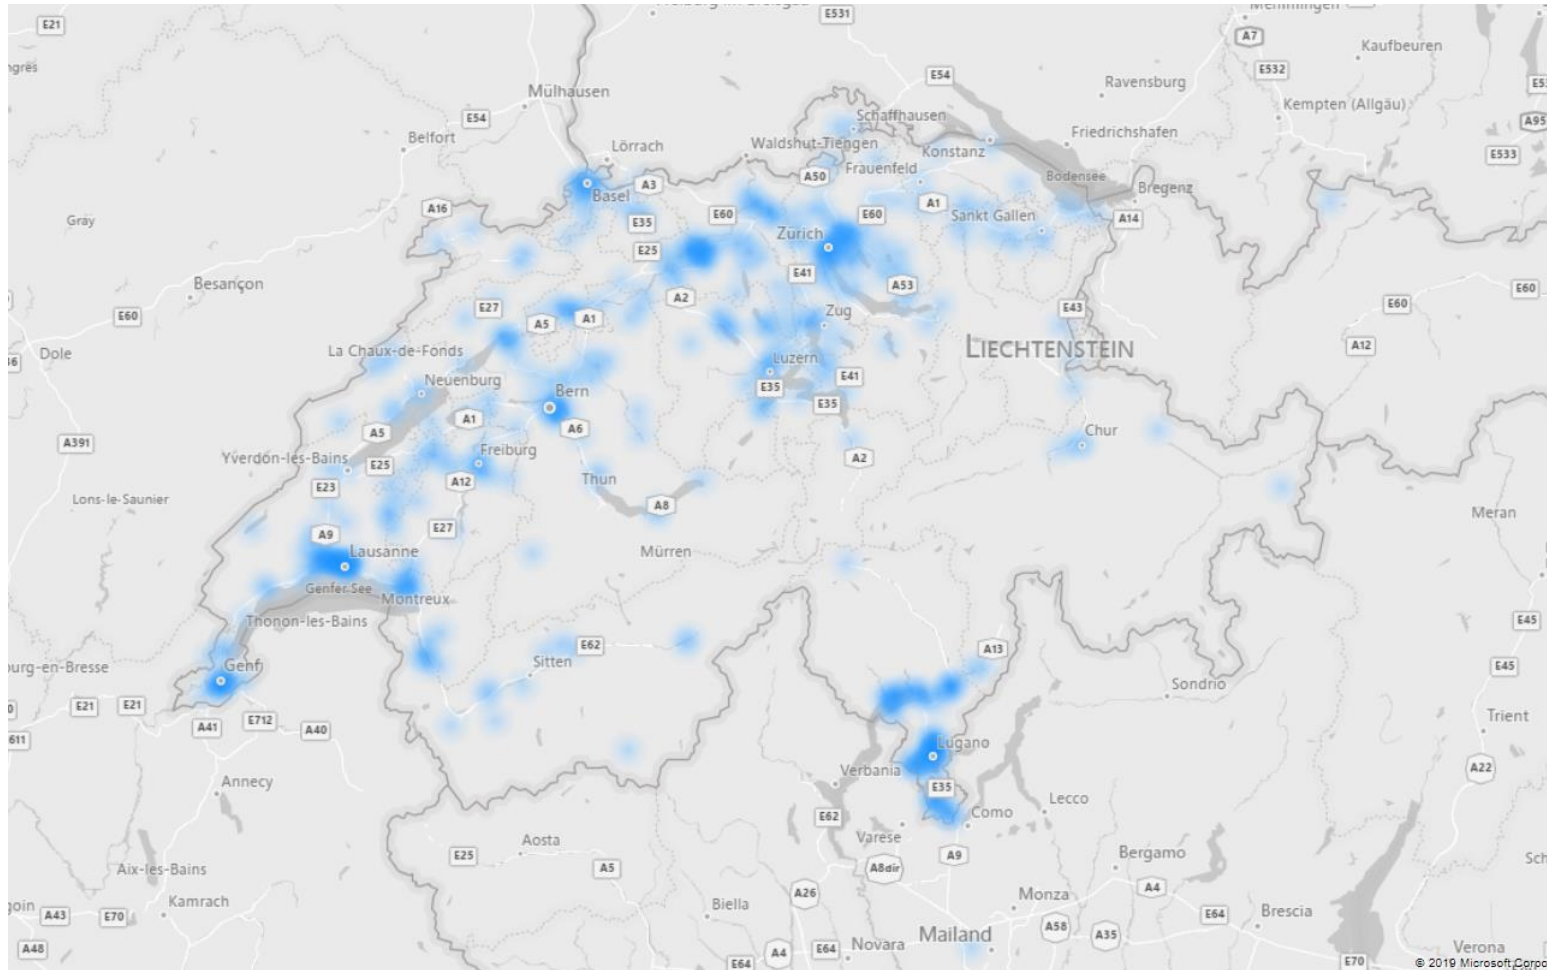 E531
E21
A7
Kaufbeuren
E532
E54
Ravensburg
Mülhausen
Kempten (Allgäu)
Schaffhausen
E54
Belfort
Friedrichshafen
Lörrach
Waldshut-Tiengen
Konstanz
E533
Frauenfeld
A50
Bodensee
A3
Basel
Bregenz
A16
A1
Gray
E60
E60
Sankt Gallen
A14
E35
Zürich
E25
E41
A53
Besançon
E60
A2
E60
E27
A5
A1
Zug
E43
E60
Dole
La Chaux-de-Fonds
LIECHTENSTEIN
A12
Luzern
Neuenburg
E41
Bern
E35
E35
A1
A5
A6
Chur
A391
Freiburg
Yverdon-les-Bains
E25
A2
A12
Thun
E23
Lons-le-Saunier
A8
Meran
E27
A9
Lausanne
Mürren
Genfer See
Montreux
Thonon-les-Bains
E45
E62
A13
Sitten
Genf
E45
Sondrio
E21
E21
A41
E712
A40
Trient
Lugano
A22
Verbania
Annecy
E35
Lecco
Como
E62
Varese
Aosta
E25
A9
Bergamo
A5
A8dir
Aix-les-Bains
A4
A26
Monza
Kamrach
Biella
A43
E70
E64
Brescia
A58
A35
Mailand
Novara
A48
A4
E64
E64
Verona
E70
© 2019 Microsoft Corpo